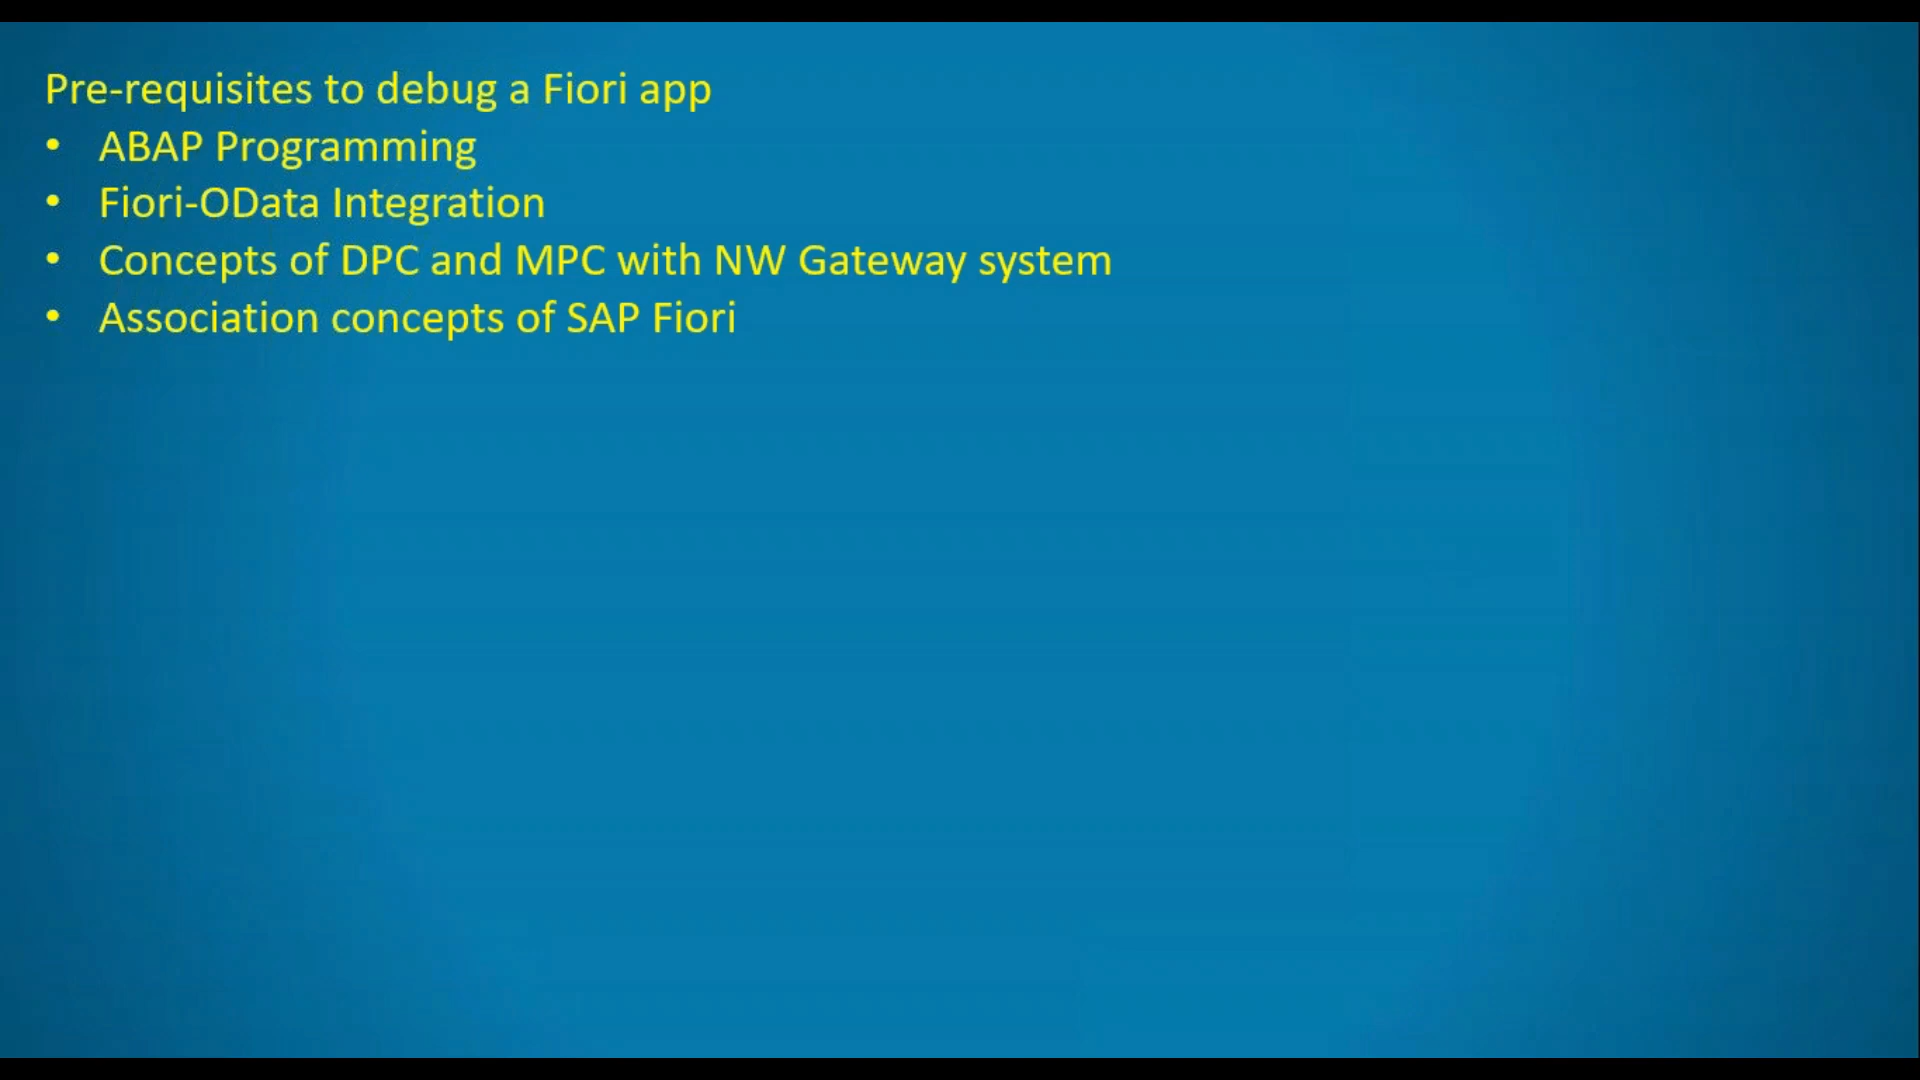 Pre-requisites to debug a Fiori app
• ABAP Programming
• Fiori-OData Integration
• Concepts of DPC and MPC with NW Gateway system
• Association concepts of SAP Fiori